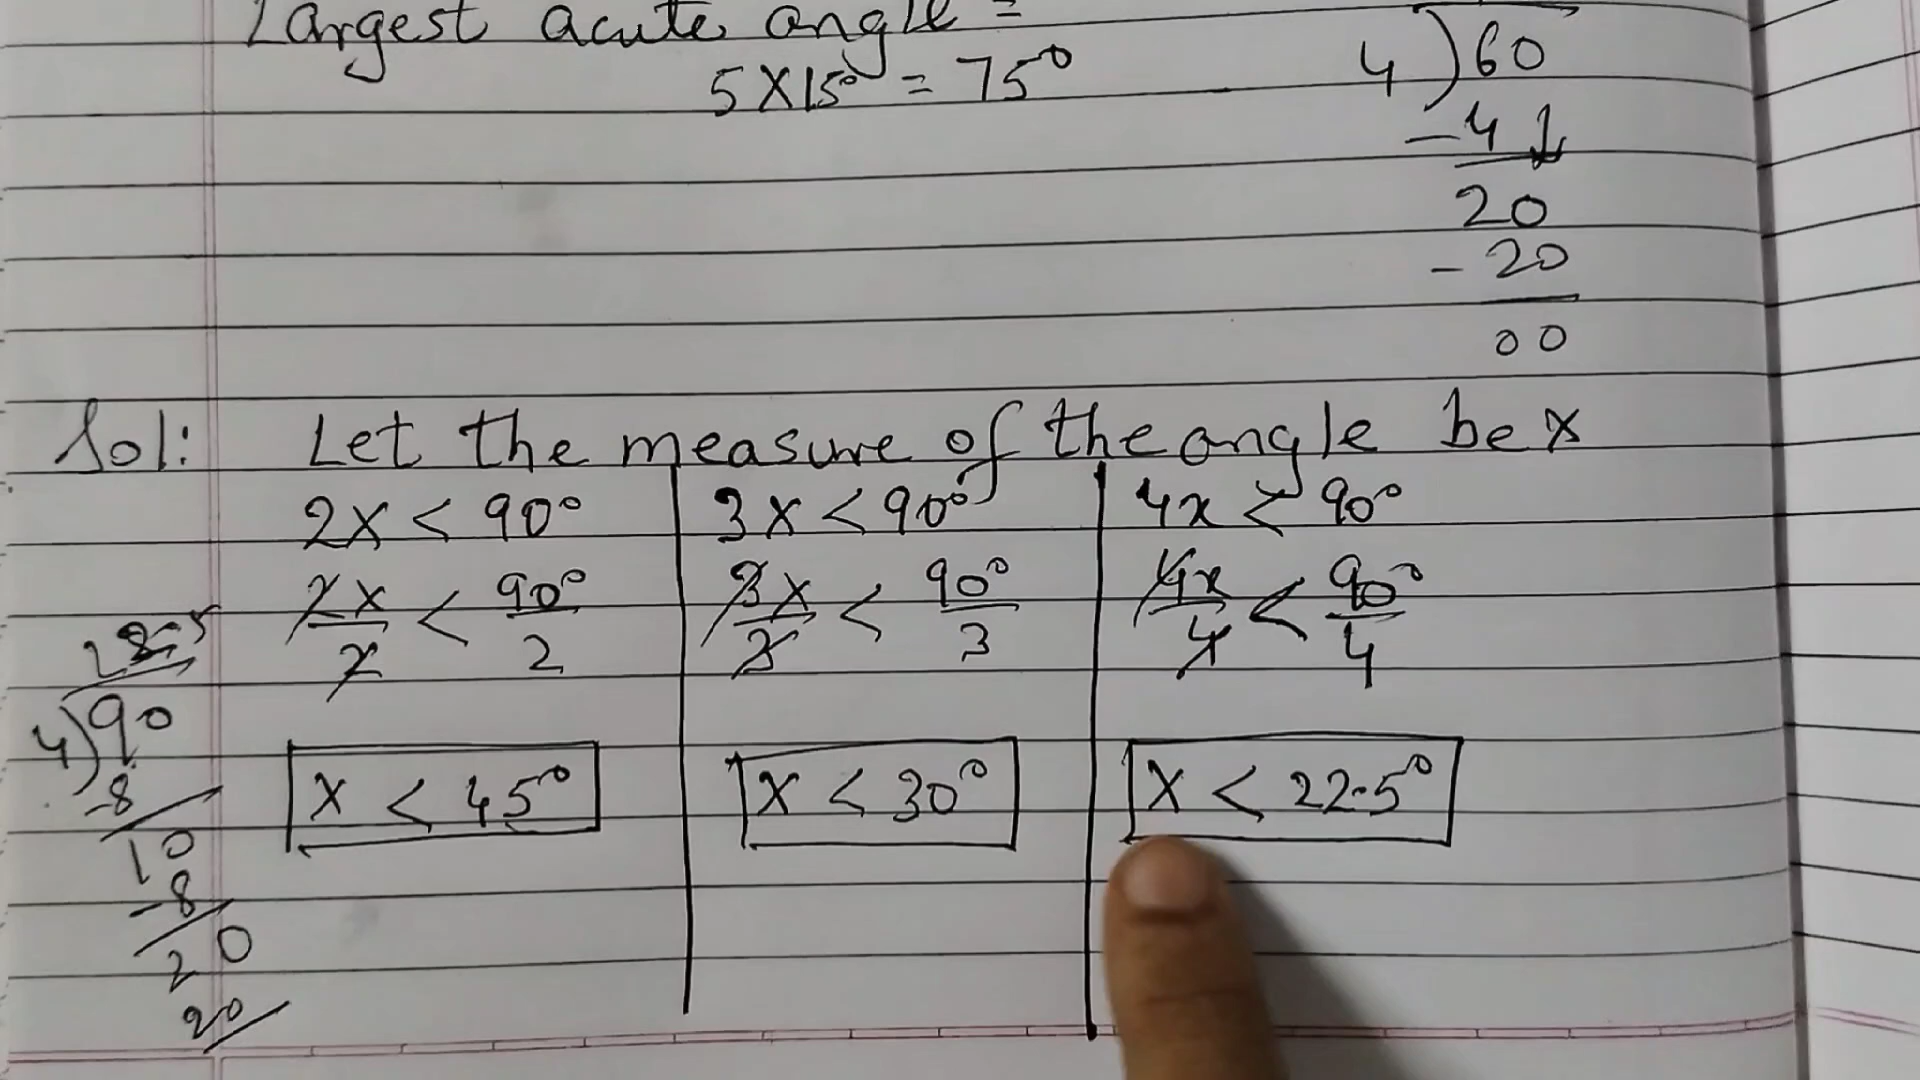 Largest acute angle =
5 X 15° = 75°
4 ) 60
- 4 ↓
20
- 20
00
Sol: Let the measure of the angle be x
2x < 90°
2x/2 < 90°/2
x < 45°
3x < 90°
3x/3 < 90°/3
x < 30°
4x < 90°
4x/4 < 90°/4
x < 22.5°
4 ) 90
-8
10
-8
20
20